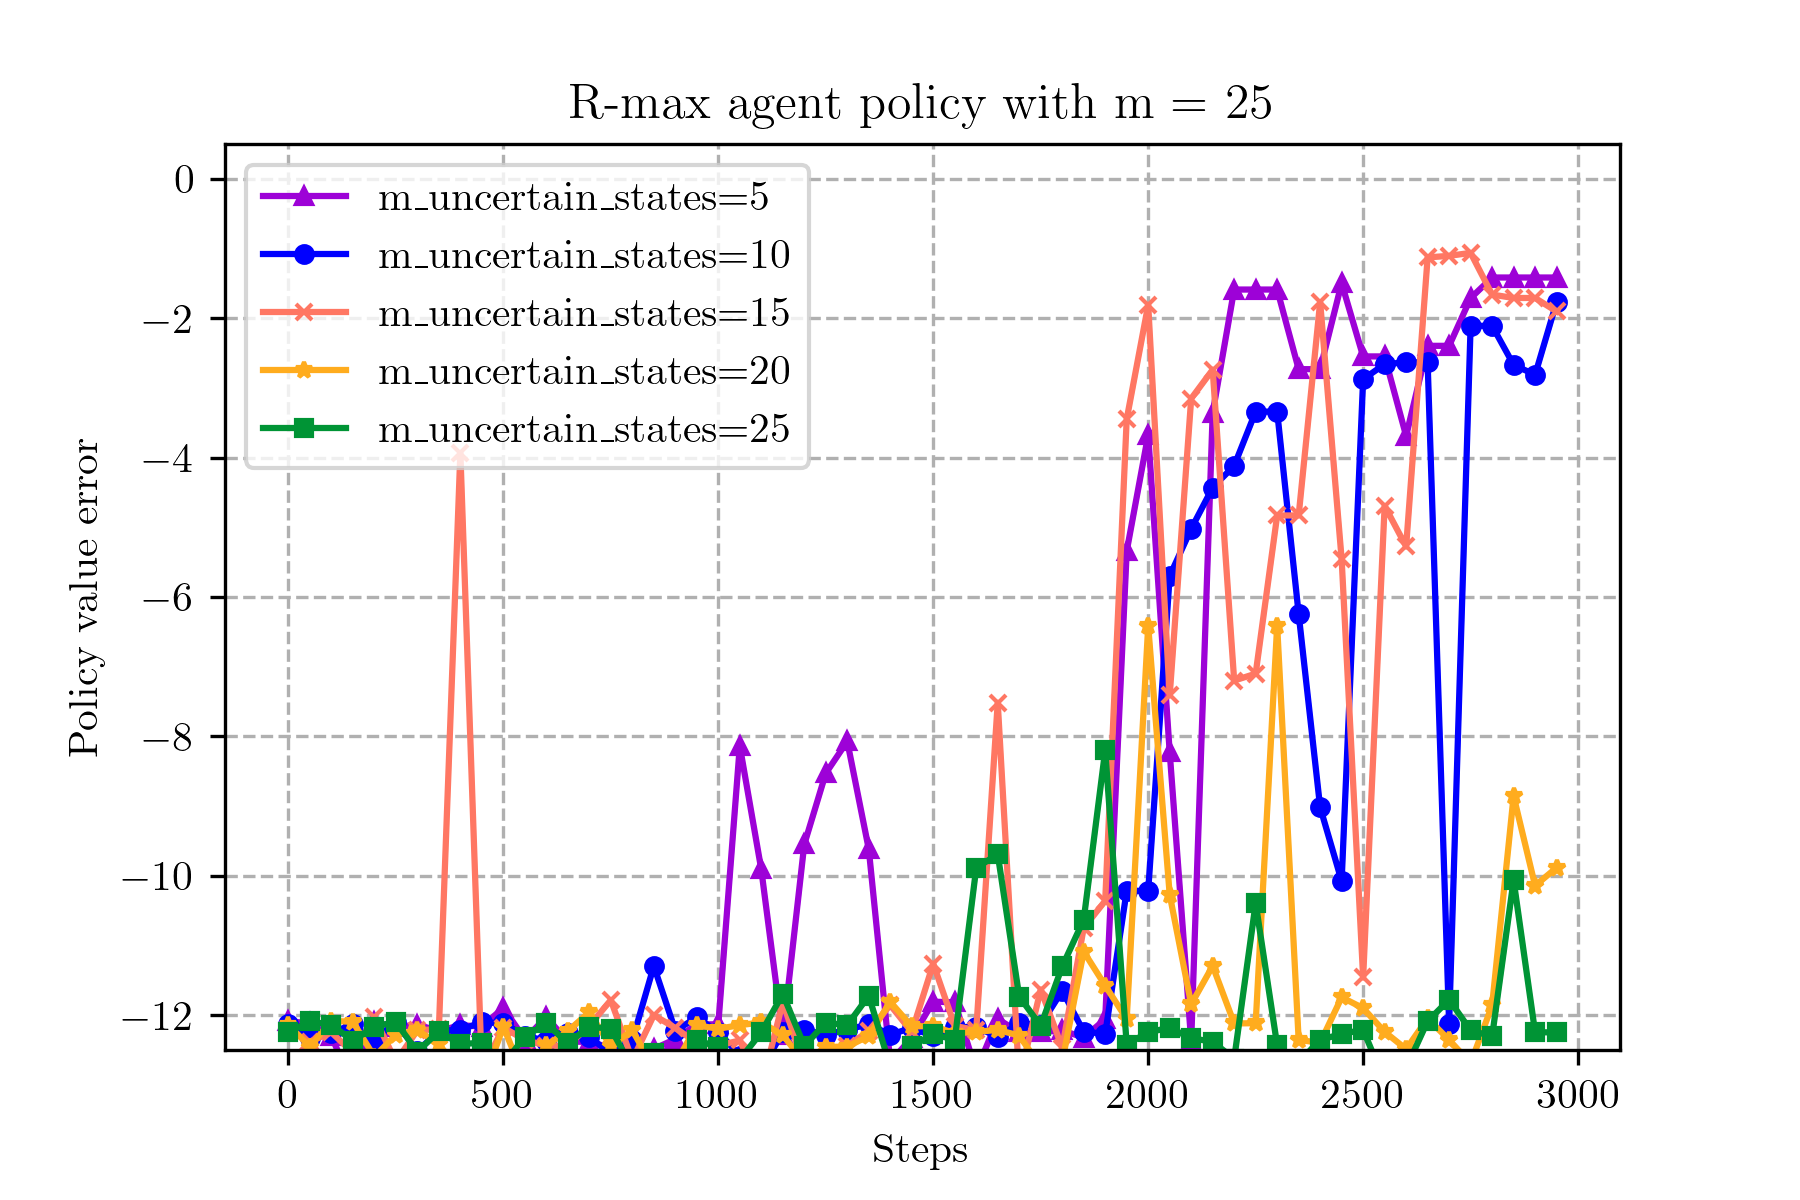 R-max agent policy with m = 25
m_uncertain_states=5
m_uncertain_states=10
m_uncertain_states=15
m_uncertain_states=20
m_uncertain_states=25
0
−2
−4
−6
−8
−10
−12
Policy value error
0 500 1000 1500 2000 2500 3000
Steps